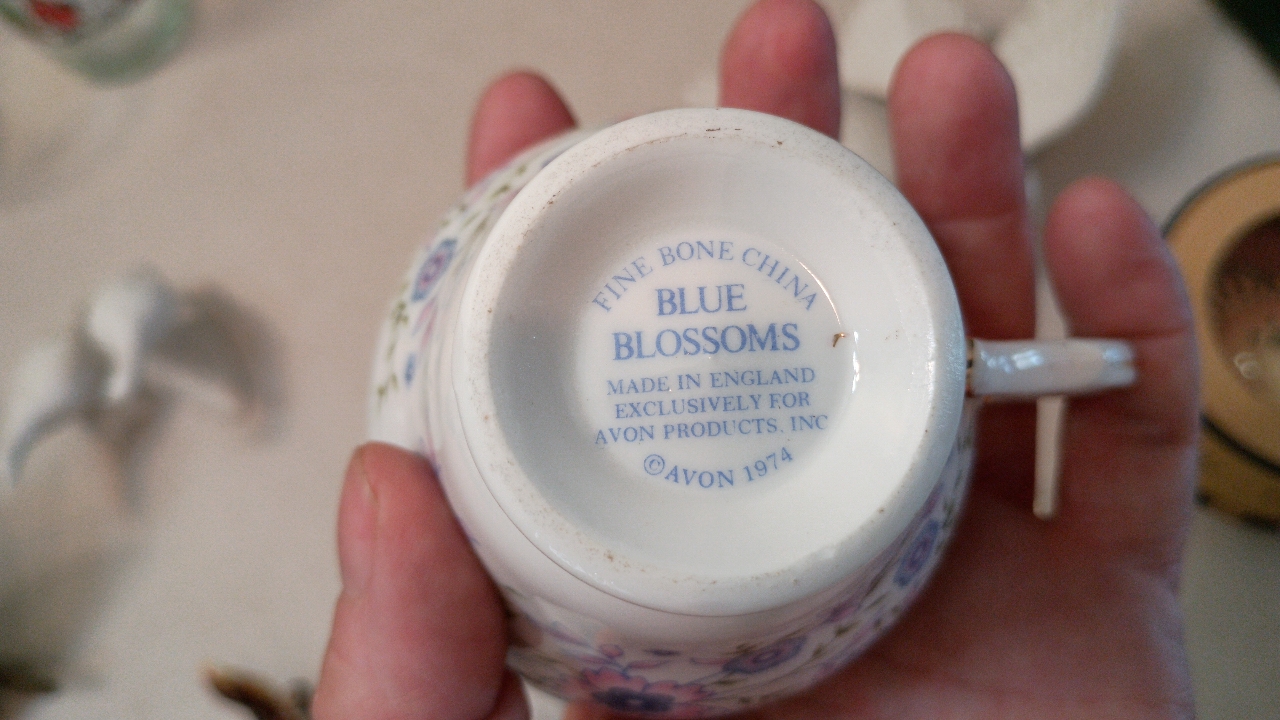 FINE BONE CHINA
BLUE
BLOSSOMS
MADE IN ENGLAND
EXCLUSIVELY FOR
AVON PRODUCTS. INC
©AVON 1974